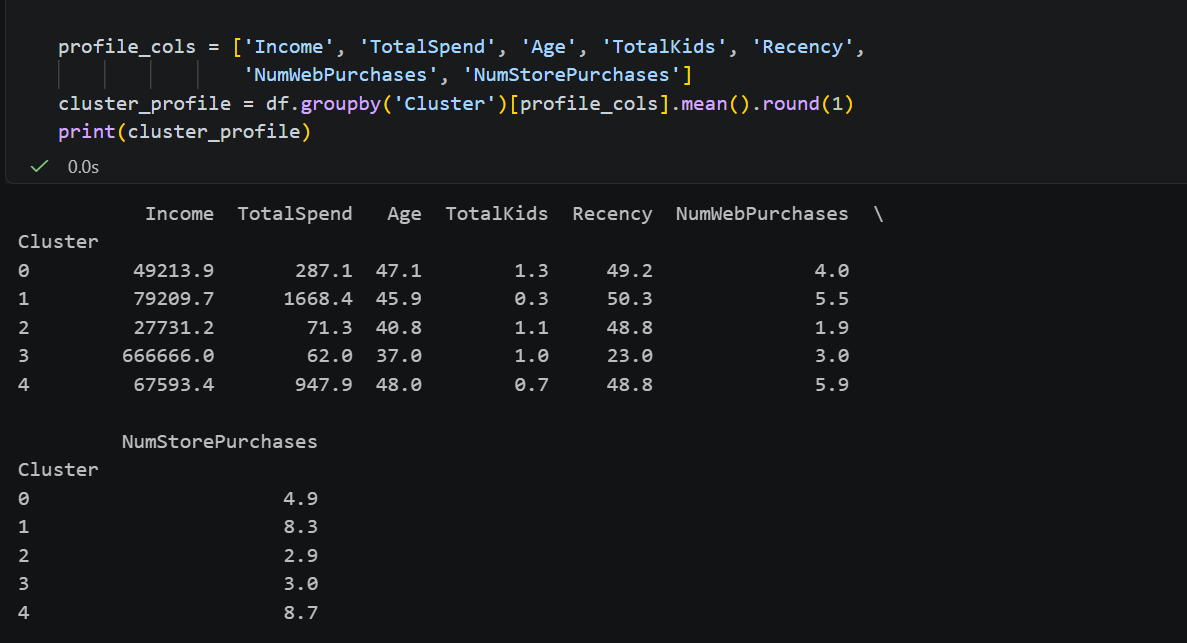 profile_cols = ['Income', 'TotalSpend', 'Age', 'TotalKids', 'Recency',
'NumWebPurchases', 'NumStorePurchases']
cluster_profile = df.groupby('Cluster')[profile_cols].mean().round(1)
print(cluster_profile)
0.0s
Income TotalSpend Age TotalKids Recency NumWebPurchases \
Cluster
0 49213.9 287.1 47.1 1.3 49.2 4.0
1 79209.7 1668.4 45.9 0.3 50.3 5.5
2 27731.2 71.3 40.8 1.1 48.8 1.9
3 666666.0 62.0 37.0 1.0 23.0 3.0
4 67593.4 947.9 48.0 0.7 48.8 5.9
NumStorePurchases
Cluster
0 4.9
1 8.3
2 2.9
3 3.0
4 8.7